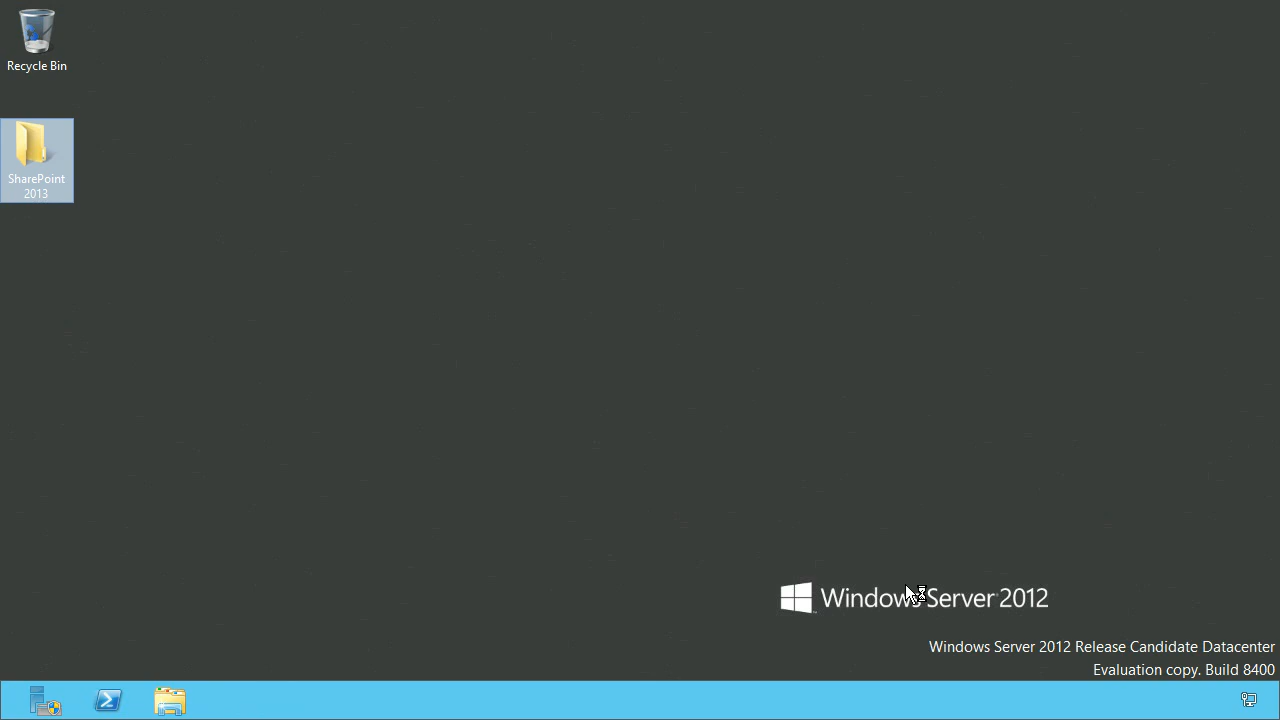 Recycle Bin
SharePoint
2013
Windows Server 2012
Windows Server 2012 Release Candidate Datacenter
Evaluation copy. Build 8400